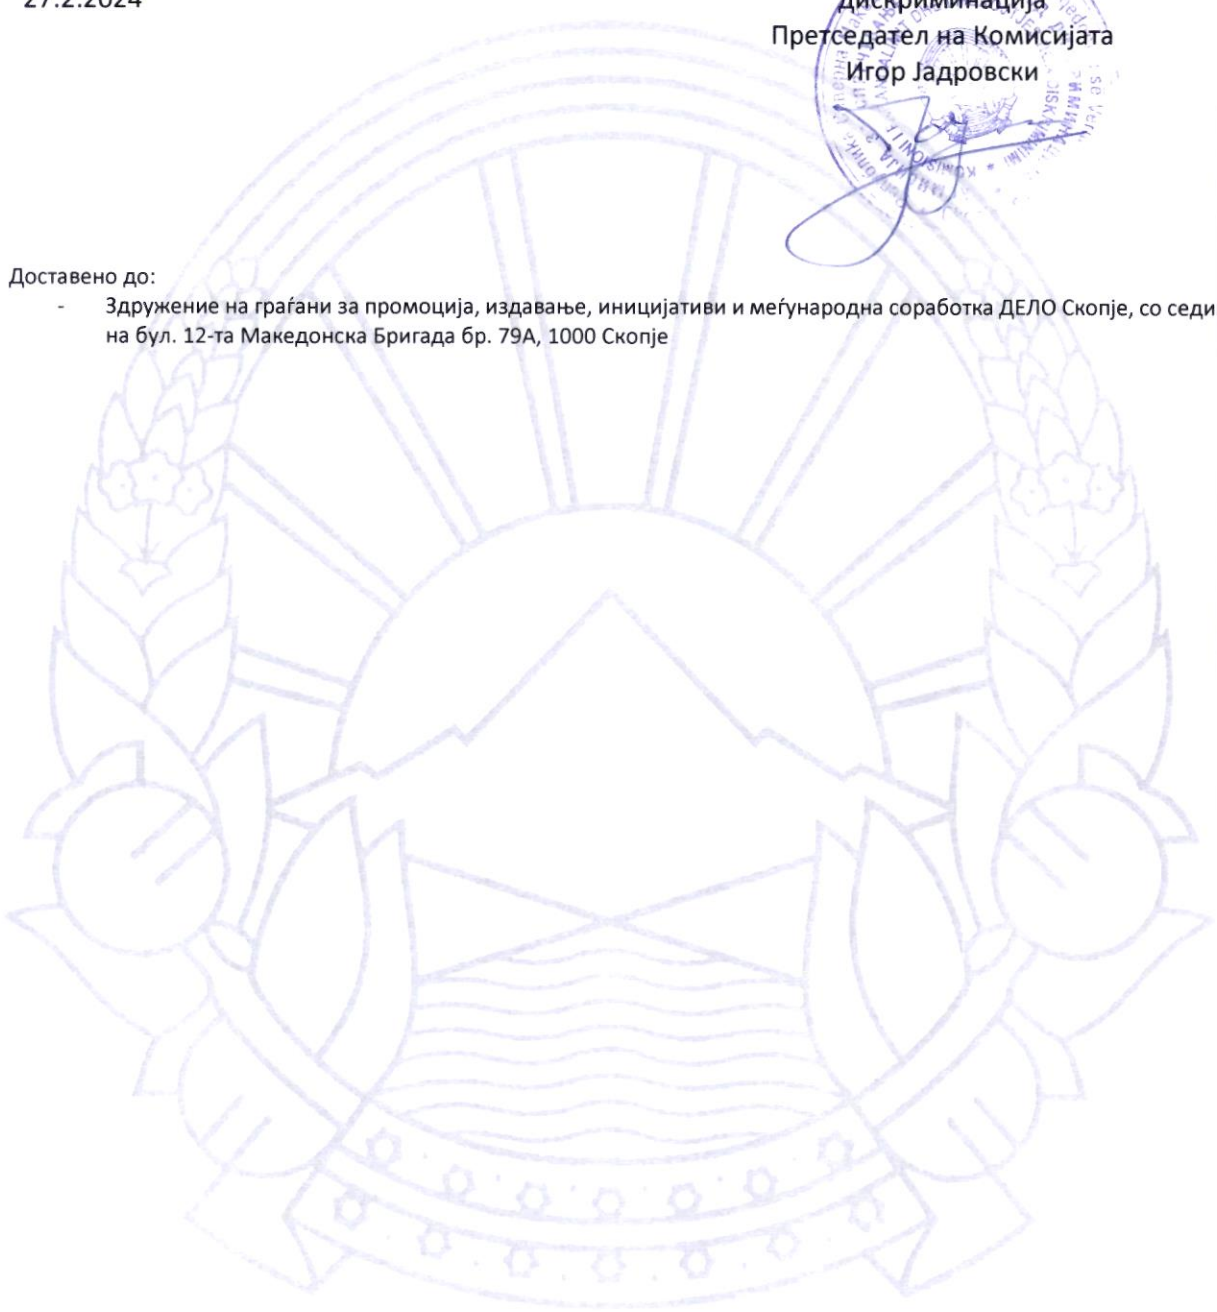 27.2.2024
дискриминација
Претседател на Комисијата
Игор Јадровски
Доставено до:
- Здружение на граѓани за промоција, издавање, иницијативи и меѓународна соработка ДЕЛО Скопје, со седи
на бул. 12-та Македонска Бригада бр. 79А, 1000 Скопје